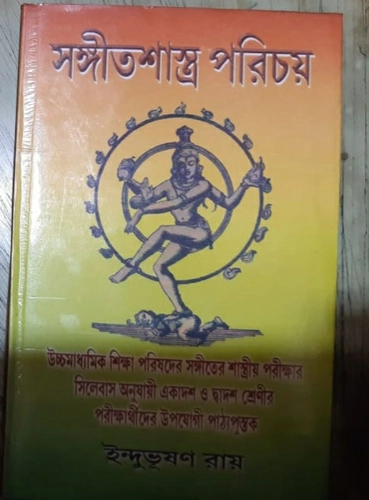 সঙ্গীতশাস্ত্র পরিচয়
উচ্চমাধ্যমিক শিক্ষা পরিষদের সঙ্গীতের শাস্ত্রীয় পরীক্ষার
সিলেবাস অনুযায়ী একাদশ ও দ্বাদশ শ্রেণীর
পরীক্ষার্থীদের উপযোগী পাঠ্যপুস্তক
ইন্দুভূষণ রায়